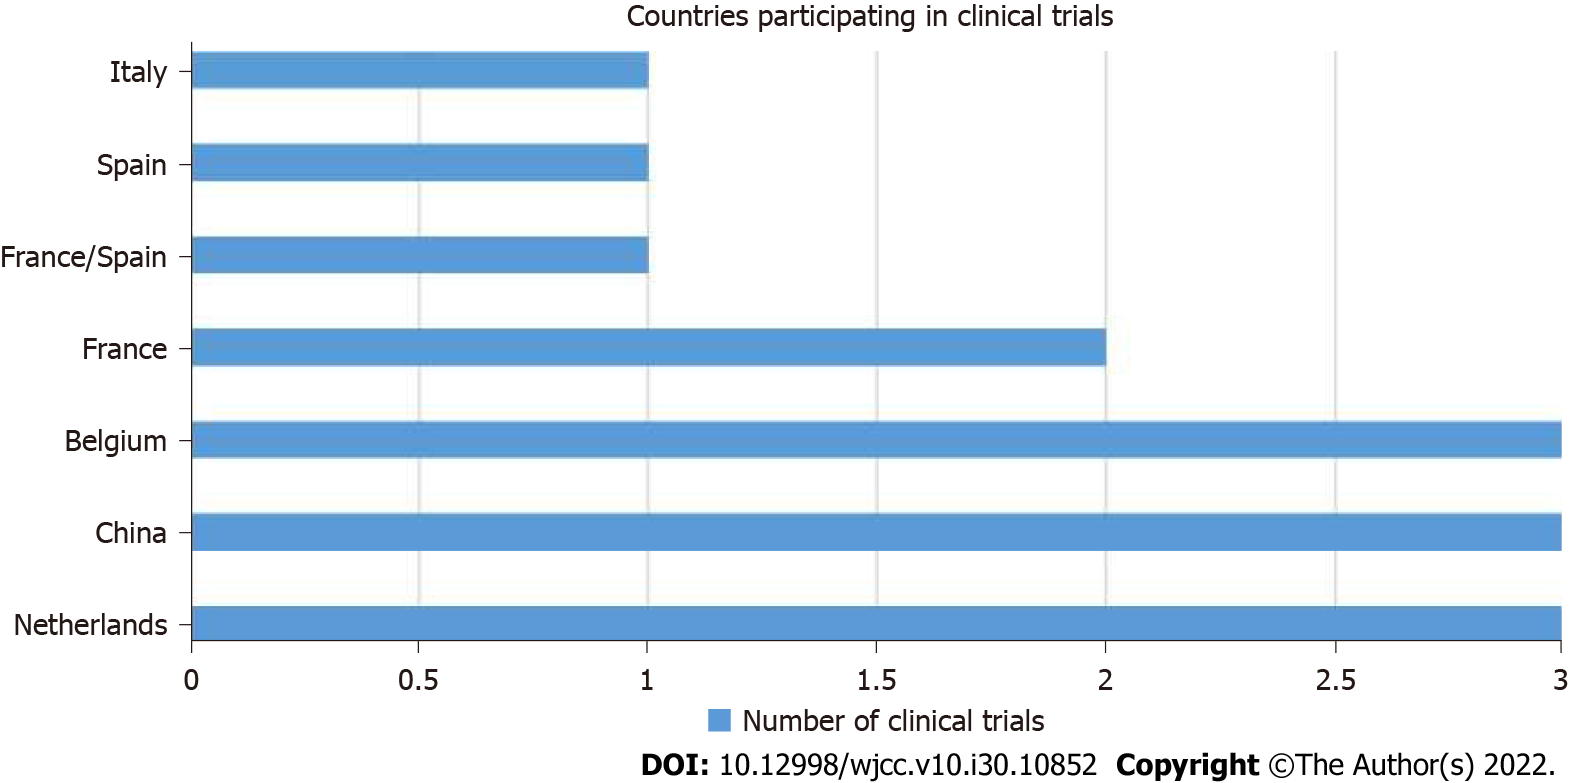 Countries participating in clinical trials
Italy
Spain
France/Spain
France
Belgium
China
Netherlands
0 0.5 1 1.5 2 2.5 3
Number of clinical trials
DOI: 10.12998/wjcc.v10.i30.10852 Copyright ©The Author(s) 2022.